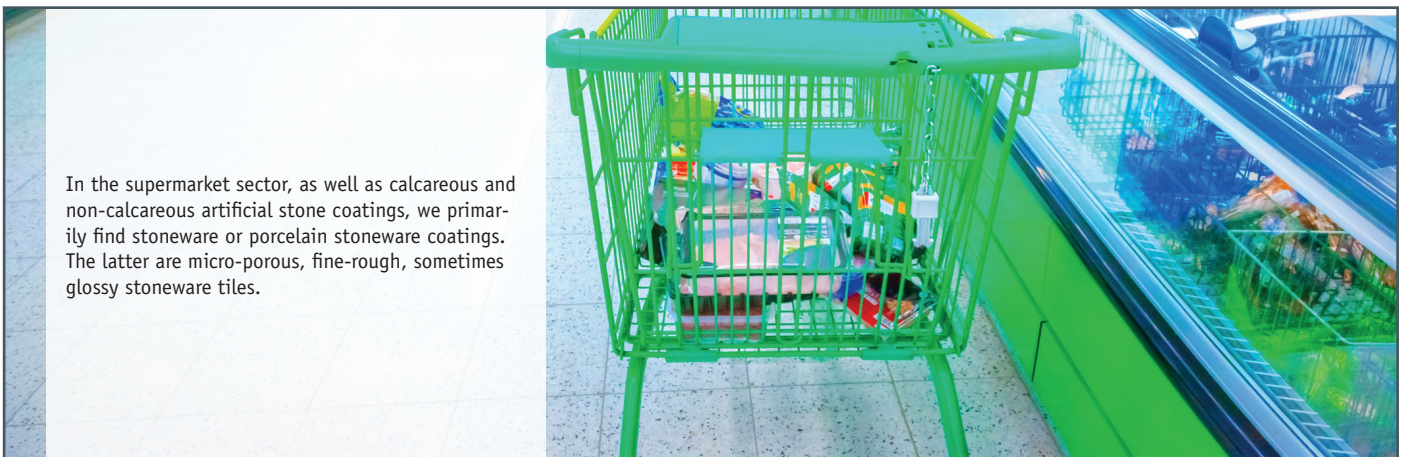 In the supermarket sector, as well as calcareous and
non-calcareous artificial stone coatings, we primar-
ily find stoneware or porcelain stoneware coatings.
The latter are micro-porous, fine-rough, sometimes
glossy stoneware tiles.